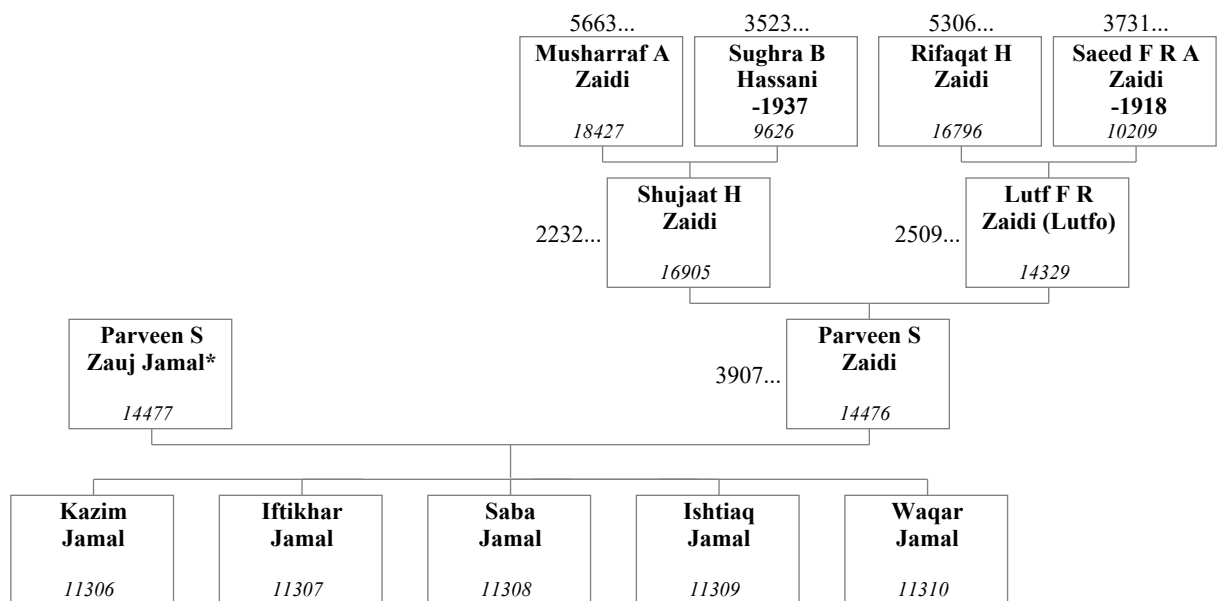 5663... 3523... 5306... 3731...
Musharraf A
Zaidi
18427
Sughra B
Hassani
-1937
9626
Rifaqat H
Zaidi
16796
Saeed F R A
Zaidi
-1918
10209
2232...
Shujaat H
Zaidi
16905
2509...
Lutf F R
Zaidi (Lutfo)
14329
Parveen S
Zauj Jamal*
14477
3907...
Parveen S
Zaidi
14476
Kazim
Jamal
11306
Iftikhar
Jamal
11307
Saba
Jamal
11308
Ishtiaq
Jamal
11309
Waqar
Jamal
11310